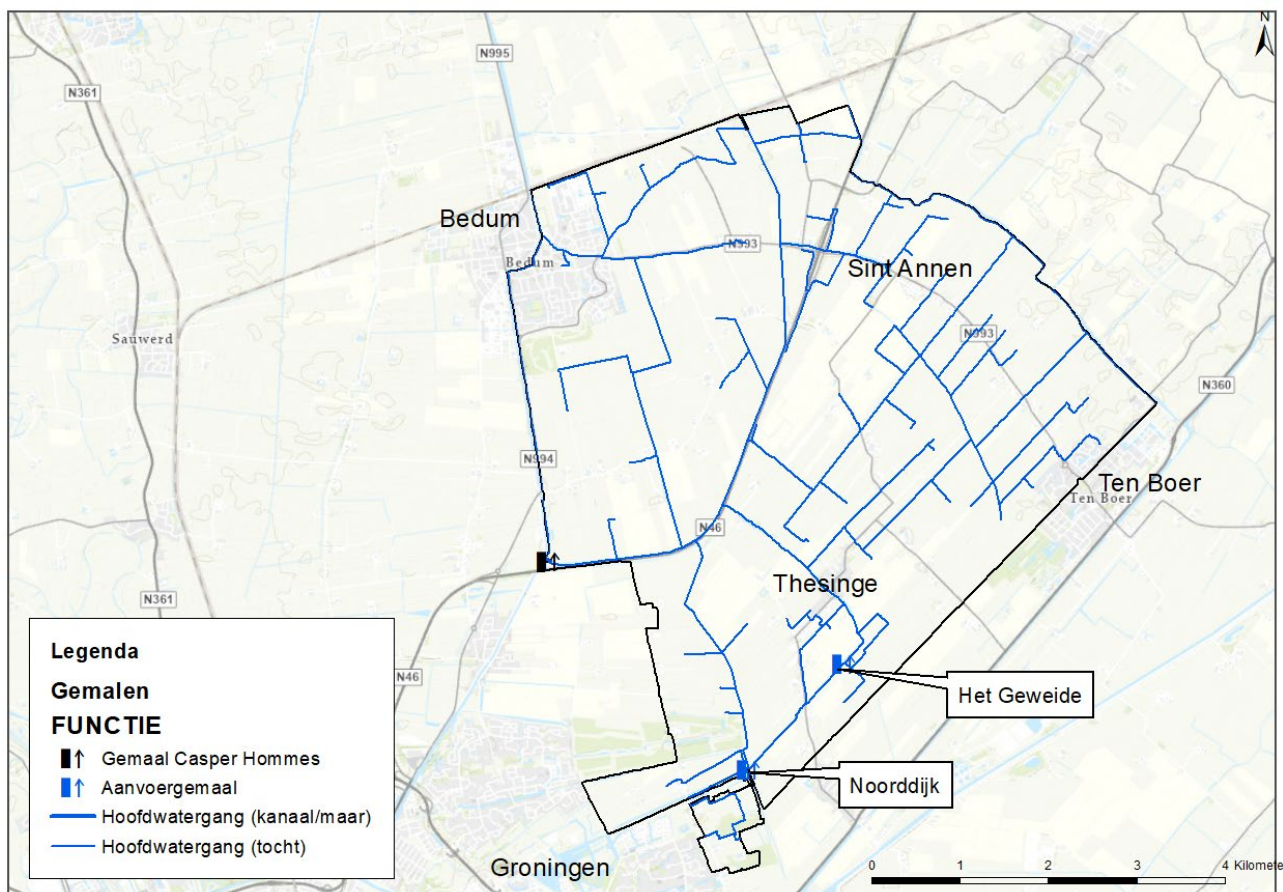 N
N995
N361
Bedum
Bedum
N393
Sint Annen
Sauwerd
N993
N360
N994
Ten Boer
Ten Boer
N46
Thesinge
N361
N46
Het Geweide
Noorddijk
Groningen
Legenda
Gemalen
FUNCTIE
Gemaal Casper Hommes
Aanvoergemaal
Hoofdwatergang (kanaal/maar)
Hoofdwatergang (tocht)
0 1 2 3 4 Kilomete